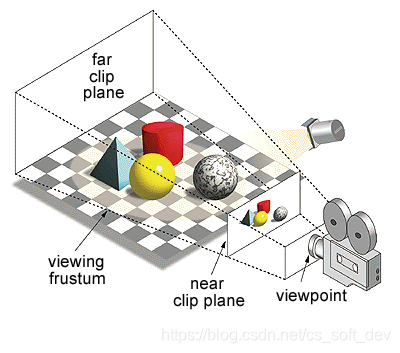 far
clip
plane
viewing
frustum
near
clip plane
viewpoint
https://blog.csdn.net/cs_soft_dev